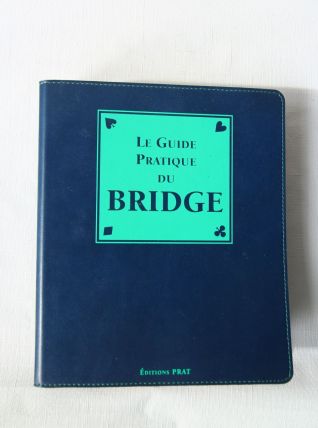 LE GUIDE
PRATIQUE
DU
BRIDGE
ÉDITIONS PRAT